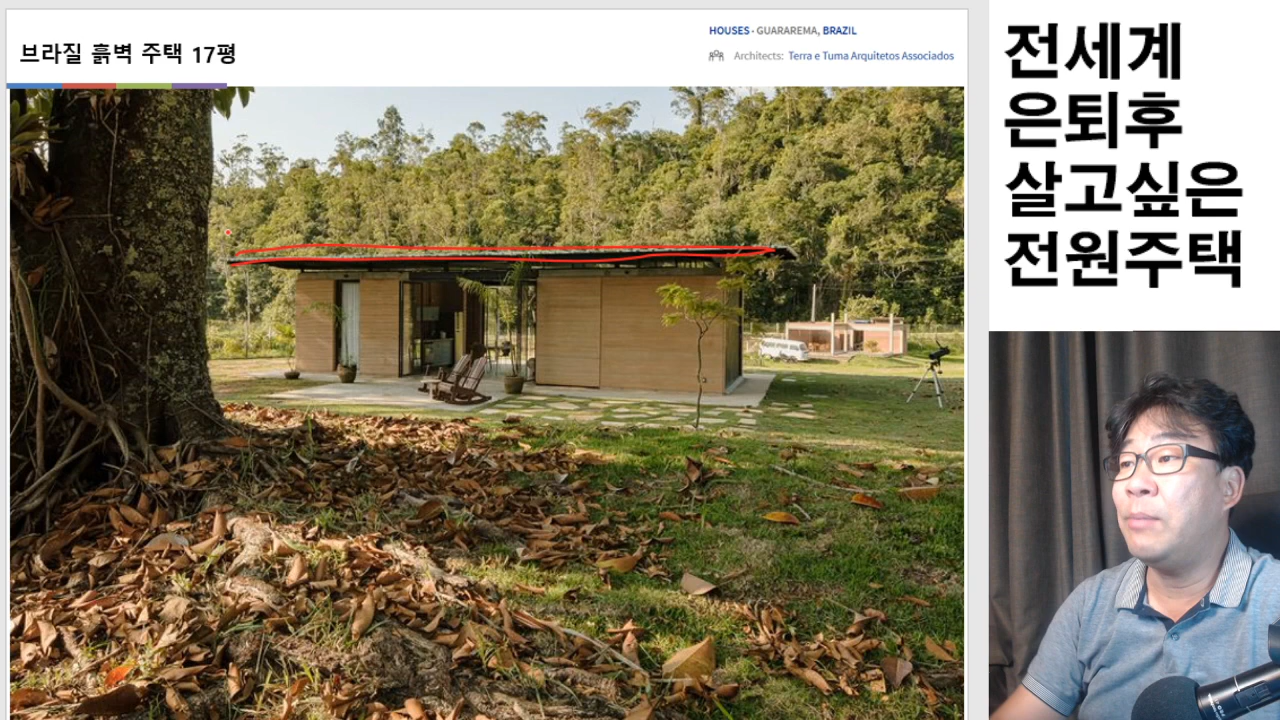 브라질 흙벽 주택 17평
HOUSES · GUARAREMA, BRAZIL
Architects: Terra e Tuma Arquitetos Associados
전세계
은퇴후
살고싶은
전원주택